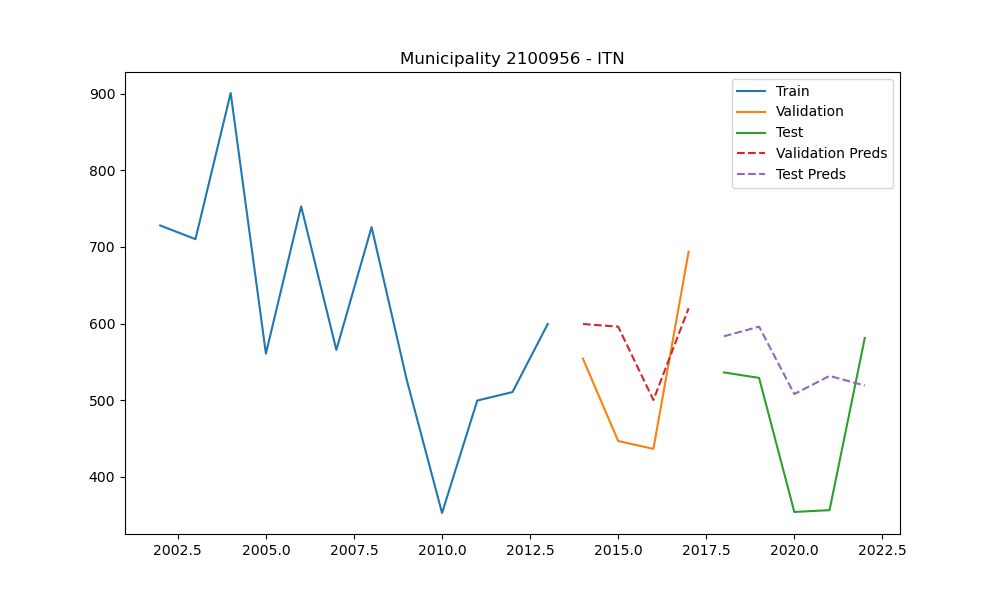 Municipality 2100956 - ITN
Train
Validation
Test
Validation Preds
Test Preds
900
800
700
600
500
400
2002.5 2005.0 2007.5 2010.0 2012.5 2015.0 2017.5 2020.0 2022.5